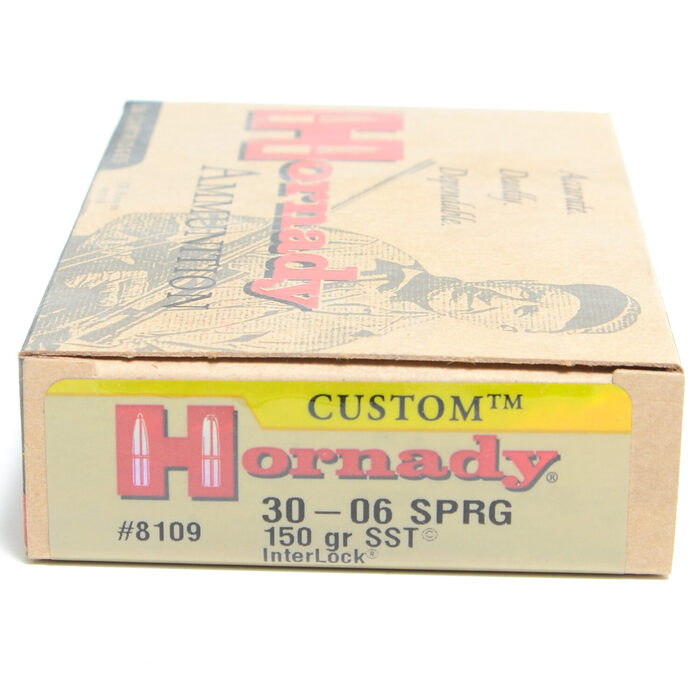 Hornady
AMMUNITION
Accurate.
Deadly.
Dependable.
CUSTOM™
Hornady®
30-06 SPRG
#8109
150 gr SST©
InterLock®